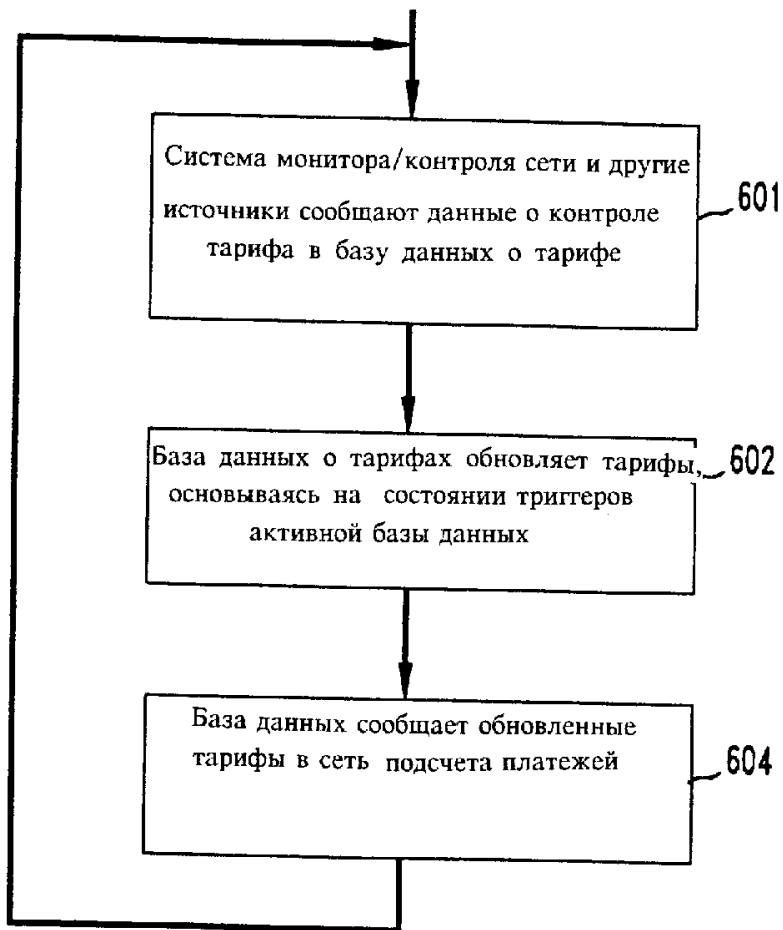 Система монитора/контроля сети и другие
источники сообщают данные о контроле
тарифа в базу данных о тарифе
601
База данных о тарифах обновляет тарифы,
основываясь на состоянии триггеров
активной базы данных
602
База данных сообщает обновленные
тарифы в сеть подсчета платежей
604